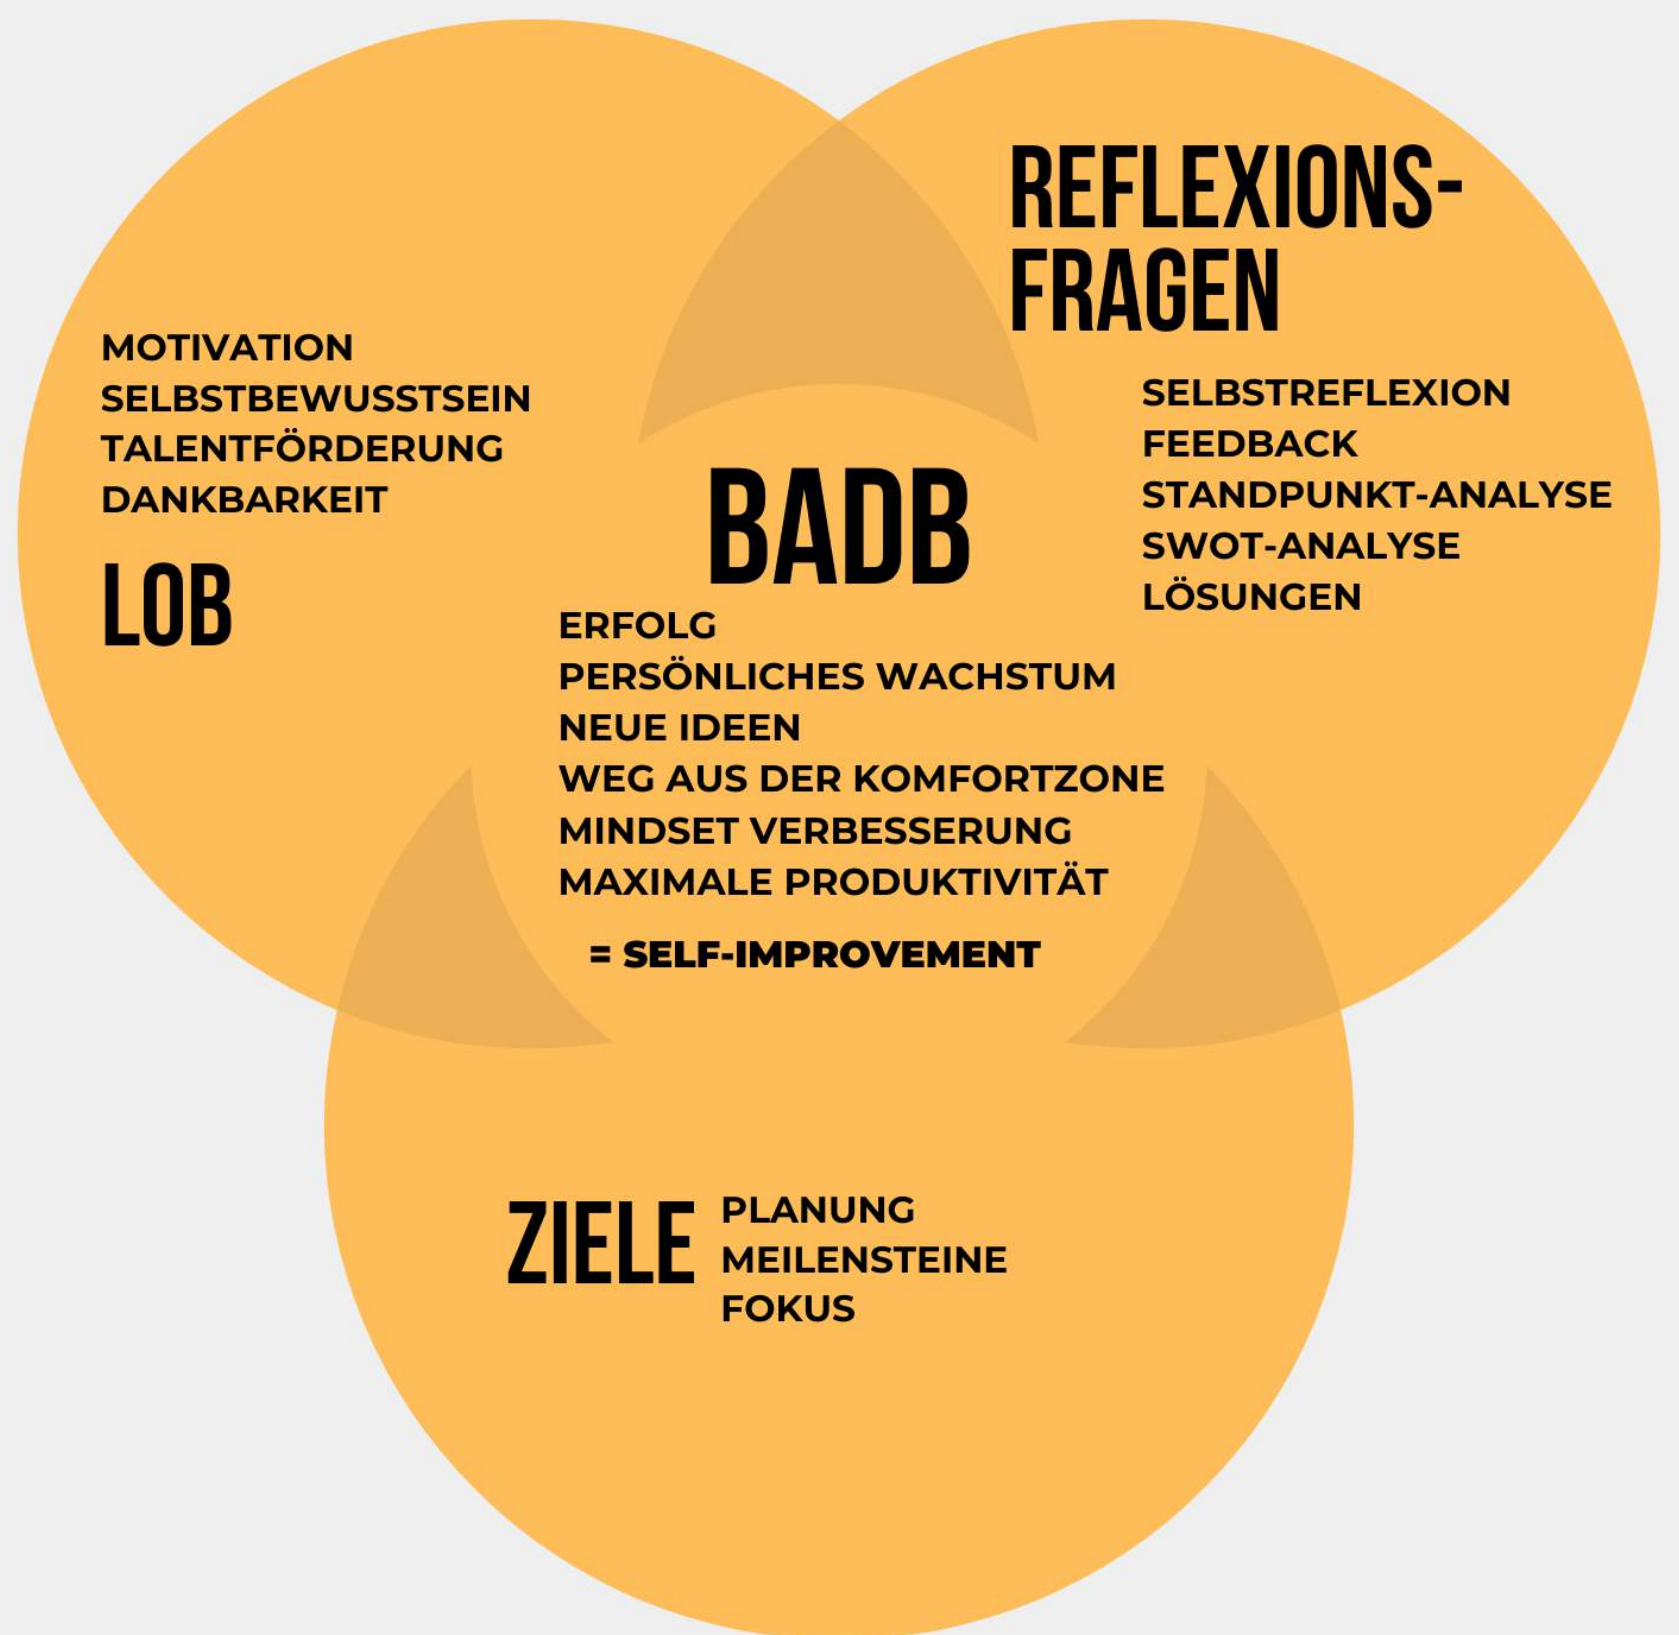 MOTIVATION
SELBSTBEWUSSTSEIN
TALENTFÖRDERUNG
DANKBARKEIT
LOB
REFLEXIONS-
FRAGEN
SELBSTREFLEXION
FEEDBACK
STANDPUNKT-ANALYSE
SWOT-ANALYSE
LÖSUNGEN
BADB
ERFOLG
PERSÖNLICHES WACHSTUM
NEUE IDEEN
WEG AUS DER KOMFORTZONE
MINDSET VERBESSERUNG
MAXIMALE PRODUKTIVITÄT
= SELF-IMPROVEMENT
ZIELE
PLANUNG
MEILENSTEINE
FOKUS